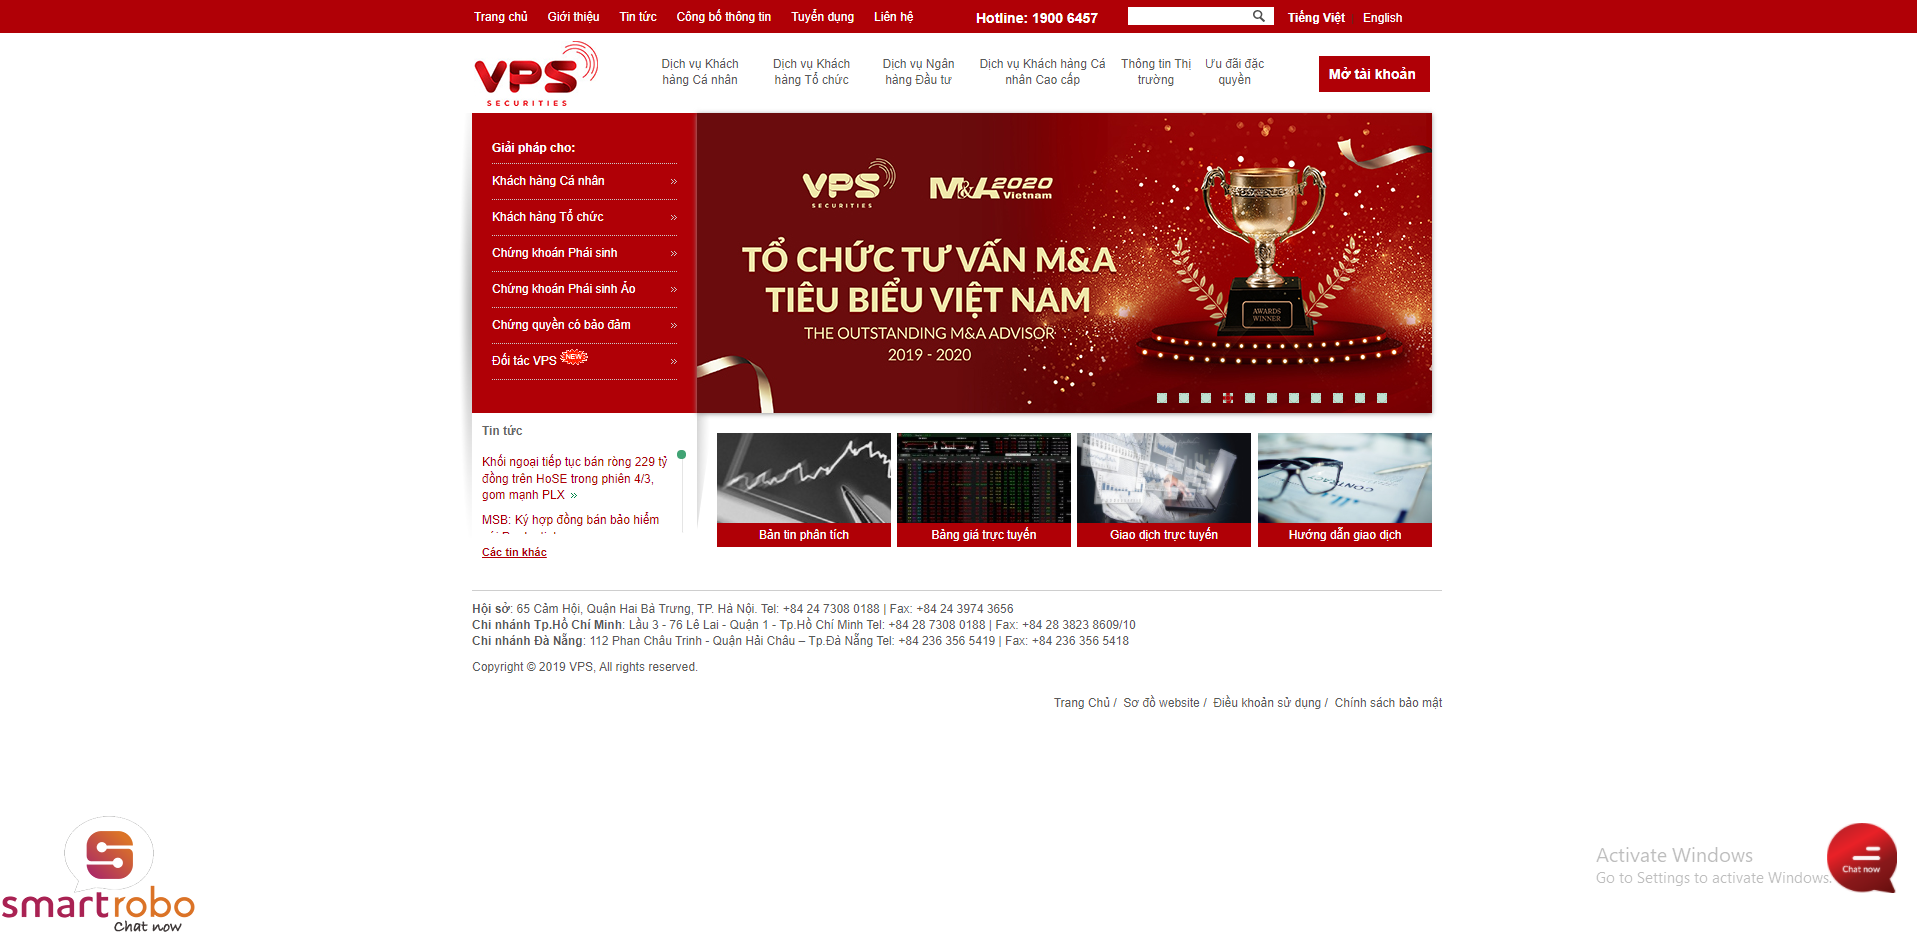 Trang chủ Giới thiệu Tin tức Công bố thông tin Tuyển dụng Liên hệ Hotline: 1900 6457 Tiếng Việt English
VPS
SECURITIES
Dịch vụ Khách
hàng Cá nhân
Dịch vụ Khách
hàng Tổ chức
Dịch vụ Ngân
hàng Đầu tư
Dịch vụ Khách hàng Cá
nhân Cao cấp
Thông tin Thị
trường
Ưu đãi đặc
quyền
Mở tài khoản
Giải pháp cho:
Khách hàng Cá nhân »
Khách hàng Tổ chức »
Chứng khoán Phái sinh »
Chứng khoán Phái sinh Ảo »
Chứng quyền có bảo đảm »
Đối tác VPS NEW »
VPS
SECURITIES
M&A 2020
Vietnam
TỔ CHỨC TƯ VẤN M&A
TIÊU BIỂU VIỆT NAM
THE OUTSTANDING M&A ADVISOR
2019 - 2020
AWARDS
WINNER
Tin tức
Khối ngoại tiếp tục bán ròng 229 tỷ
đồng trên HoSE trong phiên 4/3,
gom mạnh PLX »
MSB: Ký hợp đồng bán bảo hiểm
Các tin khác
CONTRACT
Bản tin phân tích
Bảng giá trực tuyến
Giao dịch trực tuyến
Hướng dẫn giao dịch
Hội sở: 65 Cảm Hội, Quận Hai Bà Trưng, TP. Hà Nội. Tel: +84 24 7308 0188 | Fax: +84 24 3974 3656
Chi nhánh Tp.Hồ Chí Minh: Lầu 3 - 76 Lê Lai - Quận 1 - Tp.Hồ Chí Minh Tel: +84 28 7308 0188 | Fax: +84 28 3823 8609/10
Chi nhánh Đà Nẵng: 112 Phan Châu Trinh - Quận Hải Châu – Tp.Đà Nẵng Tel: +84 236 356 5419 | Fax: +84 236 356 5418
Copyright © 2019 VPS, All rights reserved.
Trang Chủ / Sơ đồ website / Điều khoản sử dụng / Chính sách bảo mật
smartrobo
Chat now
Activate Windows
Go to Settings to activate Windows.
Chat now